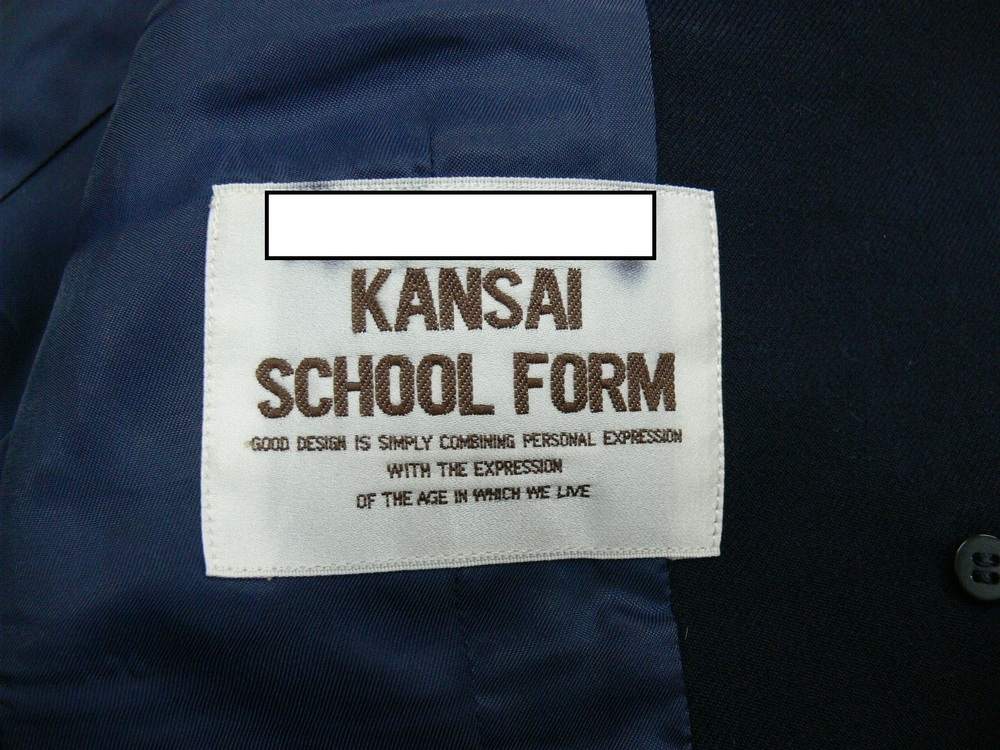 KANSAI
SCHOOL FORM
GOOD DESIGN IS SIMPLY COMBINING PERSONAL EXPRESSION
WITH THE EXPRESSION
OF THE AGE IN WHICH WE LIVE